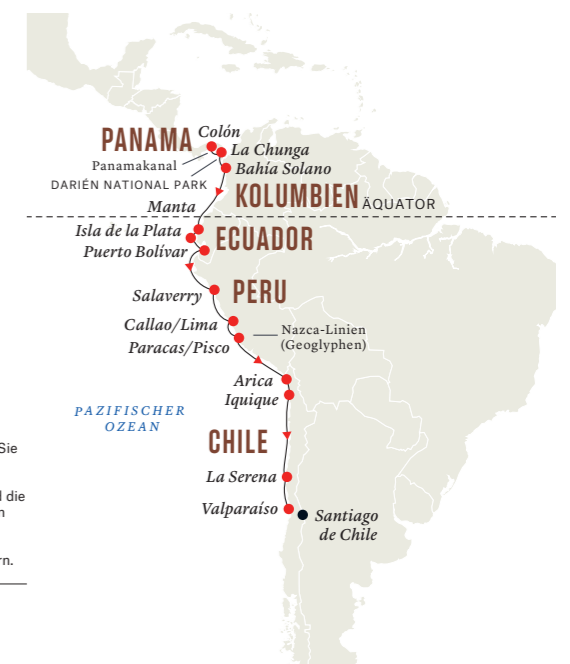 Colón
PANAMA
La Chunga
Panamakanal
Bahía Solano
DARIÉN NATIONAL PARK
KOLUMBIEN
ÄQUATOR
Manta
Isla de la Plata
ECUADOR
Puerto Bolívar
Salaverry
PERU
Callao/Lima
Nazca-Linien
(Geoglyphen)
Paracas/Pisco
Arica
Iquique
PAZIFISCHER
OZEAN
CHILE
Sie
La Serena
die
Valparaíso
Santiago
de Chile